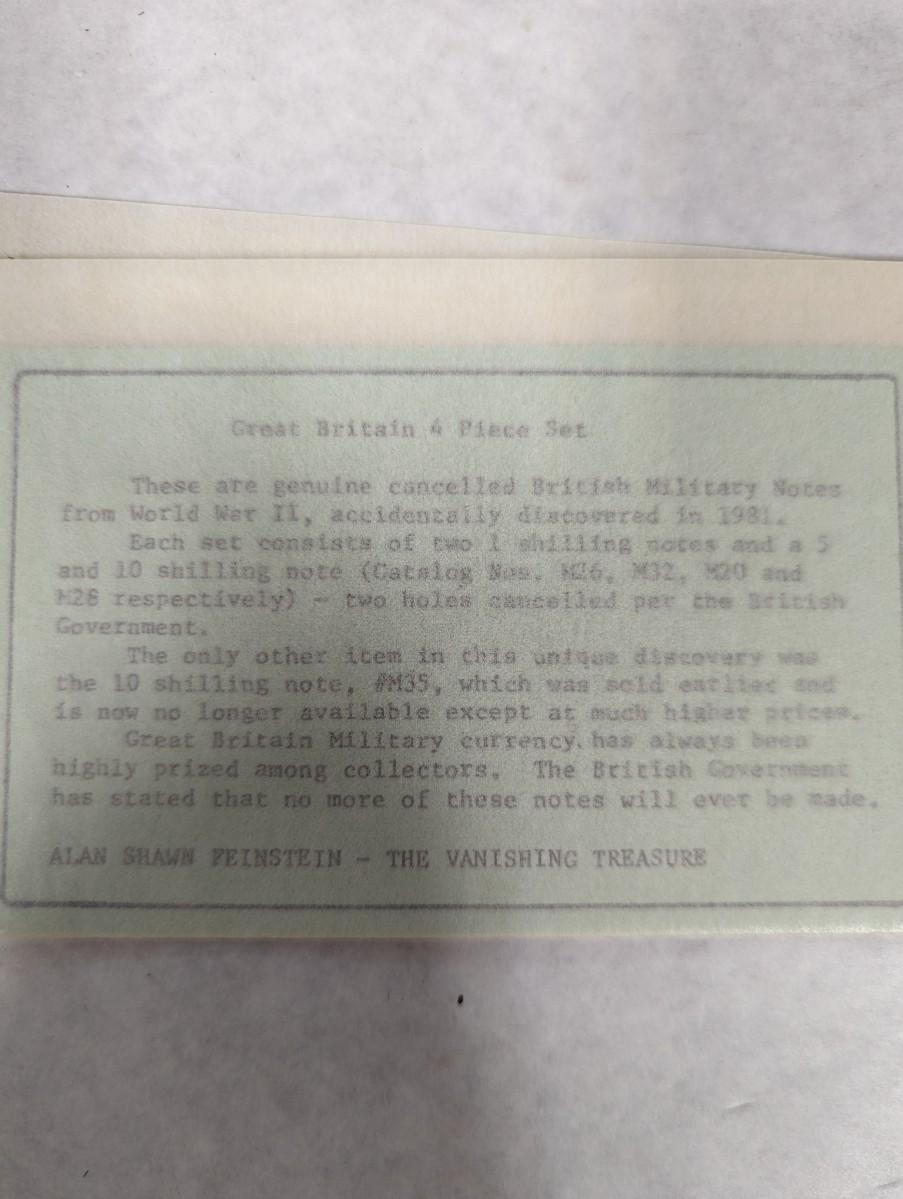 Great Britain 4 Piece Set
These are genuine cancelled British Military Notes
from World War II, accidentally discovered in 1981.
Each set consists of two 1 shilling notes and a 5
and 10 shilling note (Catalog Nos. M26, M32, M20 and
M28 respectively) - two holes cancelled per the British
Government.
The only other item in this unique discovery was
the 10 shilling note, #M35, which was sold earlier and
is now no longer available except at much higher prices.
Great Britain Military currency has always been
highly prized among collectors. The British Government
has stated that no more of these notes will ever be made.
ALAN SHAWN FEINSTEIN - THE VANISHING TREASURE